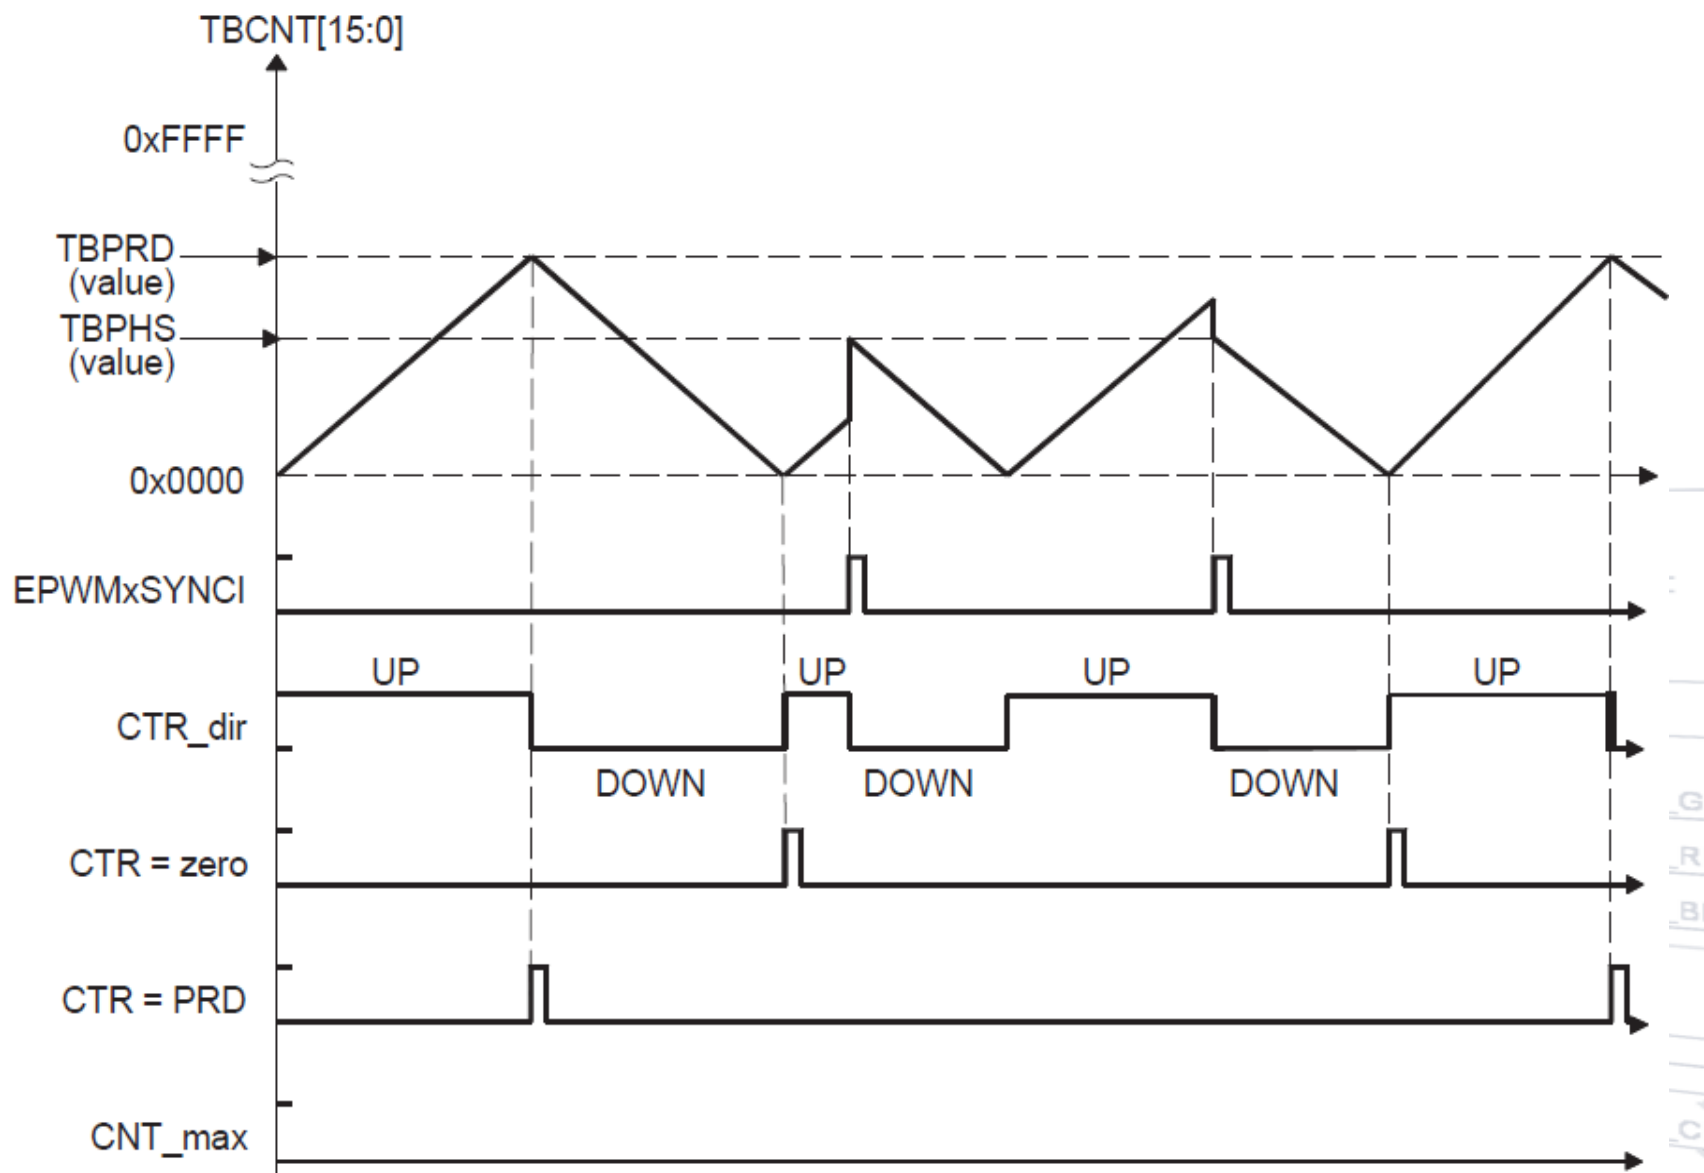 TBCNT[15:0]
0xFFFF
TBPRD
(value)
TBPHS
(value)
0x0000
EPWMxSYNCI
UP UP UP UP
CTR_dir
DOWN DOWN DOWN
CTR = zero
CTR = PRD
CNT_max